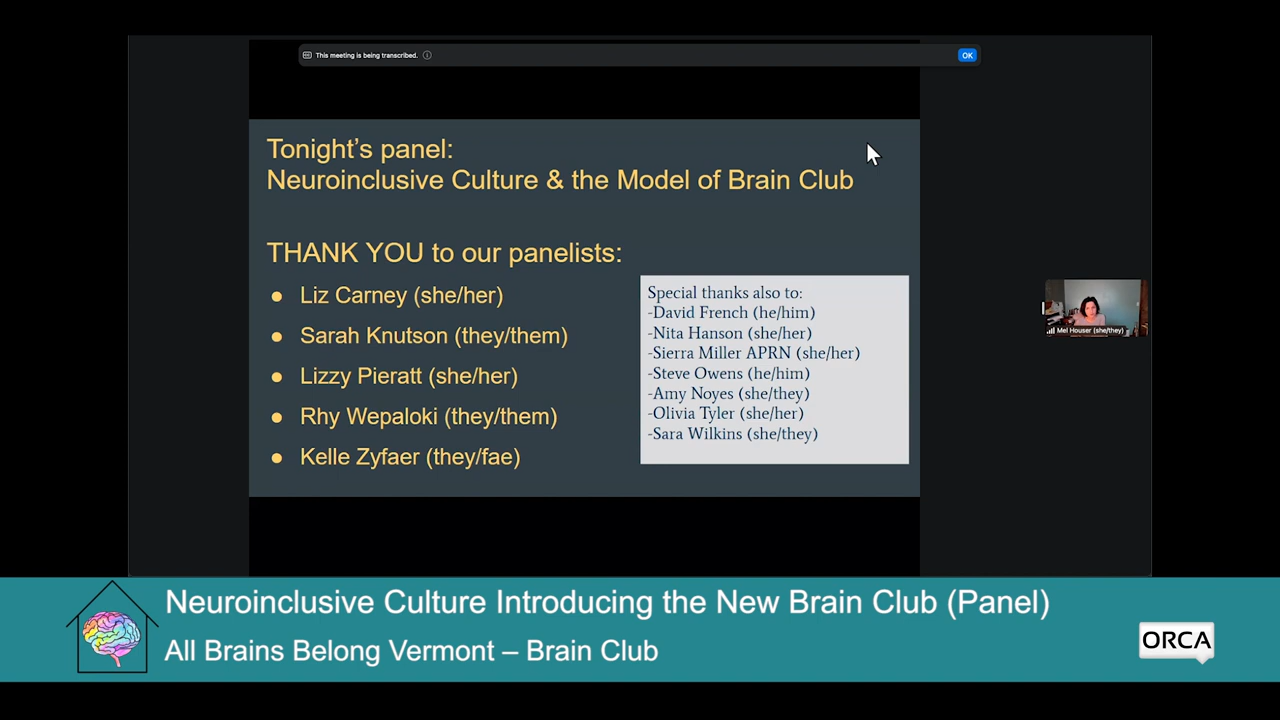 This meeting is being transcribed.
OK
Tonight's panel:
Neuroinclusive Culture & the Model of Brain Club
THANK YOU to our panelists:
• Liz Carney (she/her)
• Sarah Knutson (they/them)
• Lizzy Pieratt (she/her)
• Rhy Wepaloki (they/them)
• Kelle Zyfaer (they/fae)
Special thanks also to:
-David French (he/him)
-Nita Hanson (she/her)
-Sierra Miller APRN (she/her)
-Steve Owens (he/him)
-Amy Noyes (she/they)
-Olivia Tyler (she/her)
-Sara Wilkins (she/they)
Mel Houser (she/they)
Neuroinclusive Culture Introducing the New Brain Club (Panel)
All Brains Belong Vermont – Brain Club
ORCA